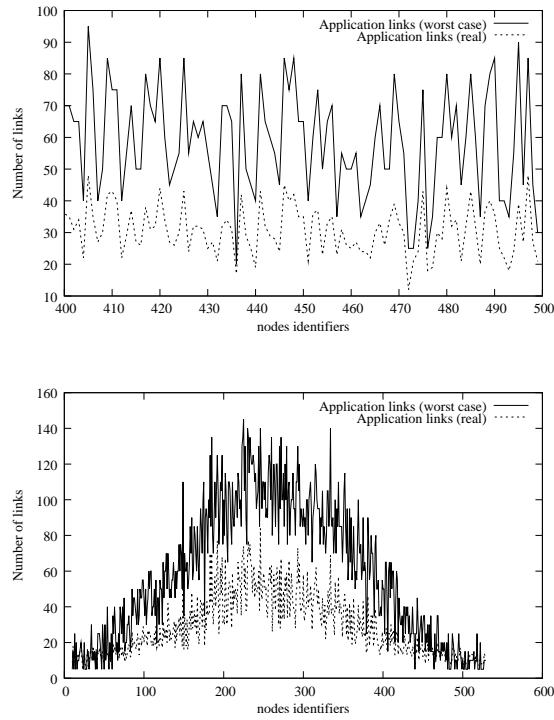 100
90
80
70
60
50
40
30
20
10
400 410 420 430 440 450 460 470 480 490 500
Number of links
nodes identifiers
Application links (worst case)
Application links (real)
160
140
120
100
80
60
40
20
0
0 100 200 300 400 500 600
Number of links
nodes identifiers
Application links (worst case)
Application links (real)